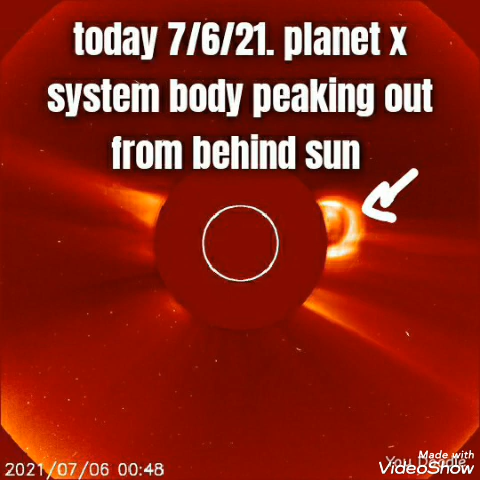 today 7/6/21. planet x
system body peaking out
from behind sun
Made with
VideoShow
2021/07/06 00:48